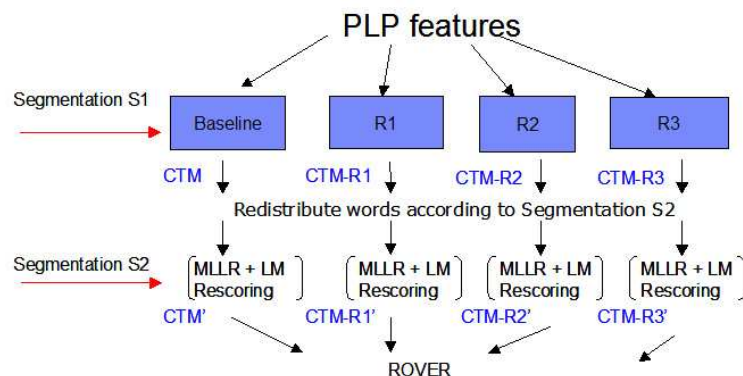 PLP features
Segmentation S1
Baseline R1 R2 R3
CTM CTM-R1 CTM-R2 CTM-R3
Redistribute words according to Segmentation S2
Segmentation S2
MLLR + LM MLLR + LM MLLR + LM MLLR + LM
Rescoring Rescoring Rescoring Rescoring
CTM' CTM-R1' CTM-R2' CTM-R3'
ROVER